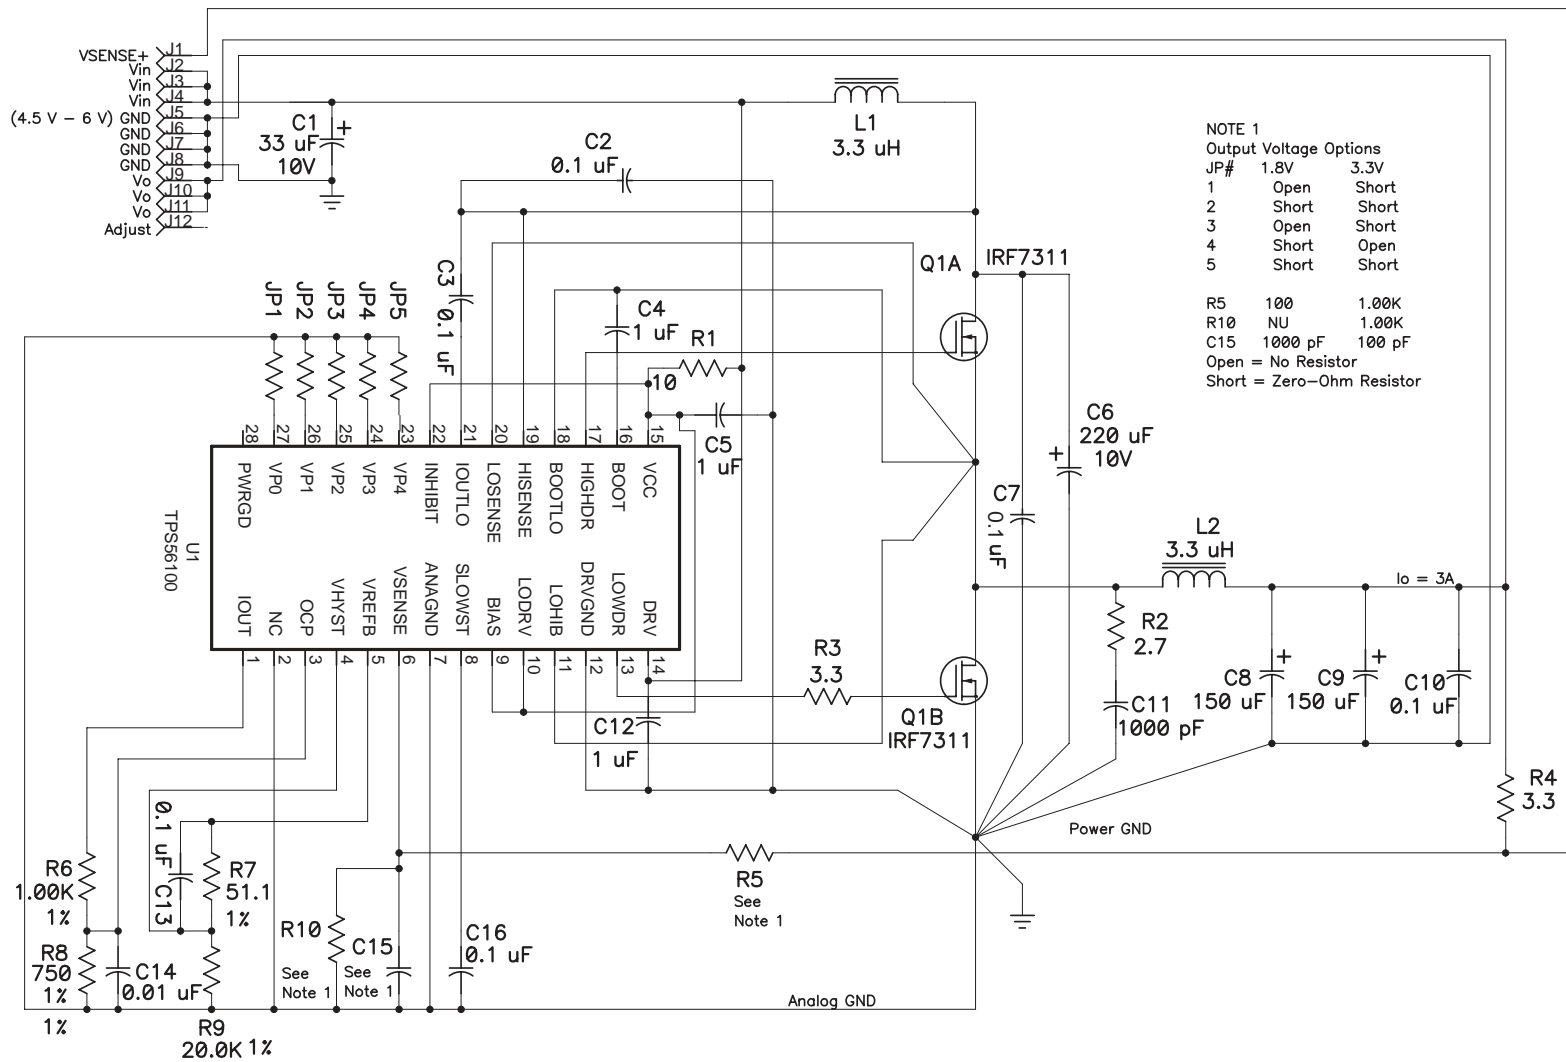 VSENSE+ J1
Vin J2
Vin J3
Vin J4
(4.5 V – 6 V) GND J5
GND J6
GND J7
GND J8
Vo J9
Vo J10
Vo J11
Adjust J12
C1
33 uF
10V
C2
0.1 uF
L1
3.3 uH
NOTE 1
Output Voltage Options
JP# 1.8V 3.3V
1 Open Short
2 Short Short
3 Open Short
4 Short Open
5 Short Short
R5 100 1.00K
R10 NU 1.00K
C15 1000 pF 100 pF
Open = No Resistor
Short = Zero–Ohm Resistor
JP1
JP2
JP3
JP4
JP5
C3
0.1 uF
C4
1 uF
R1
10
C5
1 uF
Q1A
IRF7311
C6
220 uF
10V
C7
0.1 uF
28 27 26 25 24 23 22 21 20 19 18 17 16 15
PWRGD
VP0
VP1
VP2
VP3
VP4
INHIBIT
IOUTLO
LOSENSE
HISENSE
BOOTLO
HIGHDR
BOOT
VCC
U1
TPS56100
IOUT
NC
OCP
VHYST
VREFB
VSENSE
ANAGND
SLOWST
BIAS
LODRV
LOHIB
DRVGND
LOWDR
DRV
1 2 3 4 5 6 7 8 9 10 11 12 13 14
L2
3.3 uH
Io = 3A
R2
2.7
C11
1000 pF
C8
150 uF
C9
150 uF
C10
0.1 uF
R3
3.3
Q1B
IRF7311
C12
1 uF
R4
3.3
Power GND
R5
See
Note 1
R6
1.00K
1%
0.1 uF
C13
R7
51.1
1%
R8
750
1%
1%
C14
0.01 uF
R9
20.0K 1%
R10
See
Note 1
C15
See
Note 1
C16
0.1 uF
Analog GND